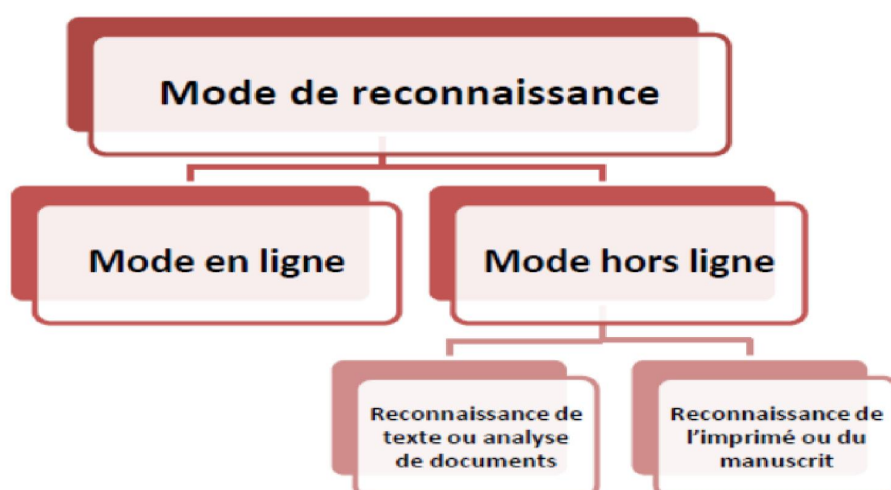 Mode de reconnaissance
Mode en ligne
Mode hors ligne
Reconnaissance de
texte ou analyse
de documents
Reconnaissance de
l'imprimé ou du
manuscrit